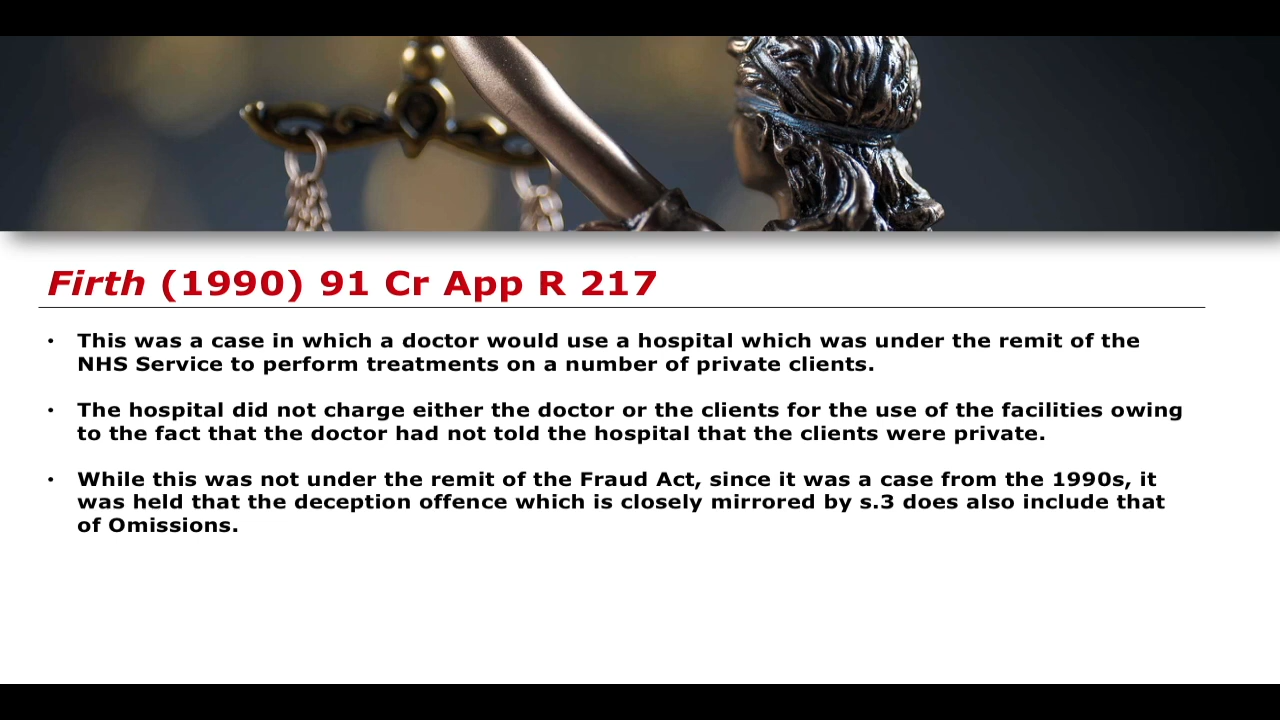 Firth (1990) 91 Cr App R 217
• This was a case in which a doctor would use a hospital which was under the remit of the
NHS Service to perform treatments on a number of private clients.
• The hospital did not charge either the doctor or the clients for the use of the facilities owing
to the fact that the doctor had not told the hospital that the clients were private.
• While this was not under the remit of the Fraud Act, since it was a case from the 1990s, it
was held that the deception offence which is closely mirrored by s.3 does also include that
of Omissions.